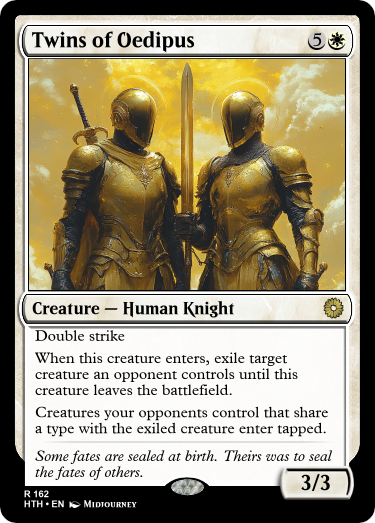 Twins of Oedipus 5
Creature — Human Knight
Double strike
When this creature enters, exile target
creature an opponent controls until this
creature leaves the battlefield.
Creatures your opponents control that share
a type with the exiled creature enter tapped.
Some fates are sealed at birth. Theirs was to seal
the fates of others.
3/3
R 162
HTH • EN MIDJOURNEY